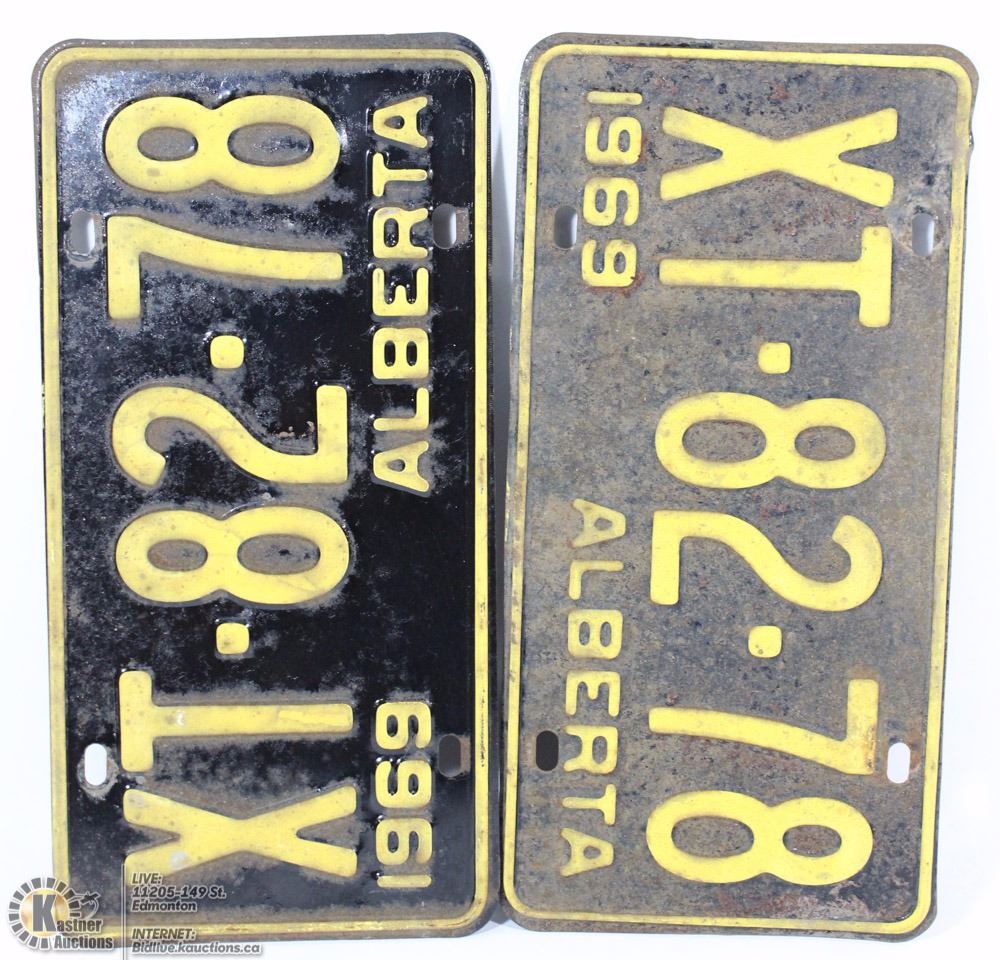 XT·82·78
1969 ALBERTA
XT·82·78
1969 ALBERTA
Kastner
Auctions
LIVE:
11205-149 St.
Edmonton
INTERNET:
Bidlive.kauctions.ca